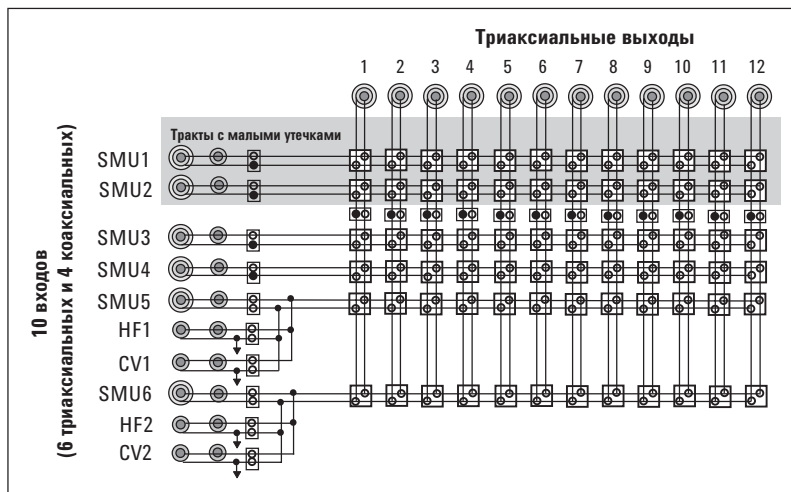 Триаксиальные выходы
1 2 3 4 5 6 7 8 9 10 11 12
Тракты с малыми утечками
10 входов
(6 триаксиальных и 4 коаксиальных)
SMU1
SMU2
SMU3
SMU4
SMU5
HF1
CV1
SMU6
HF2
CV2